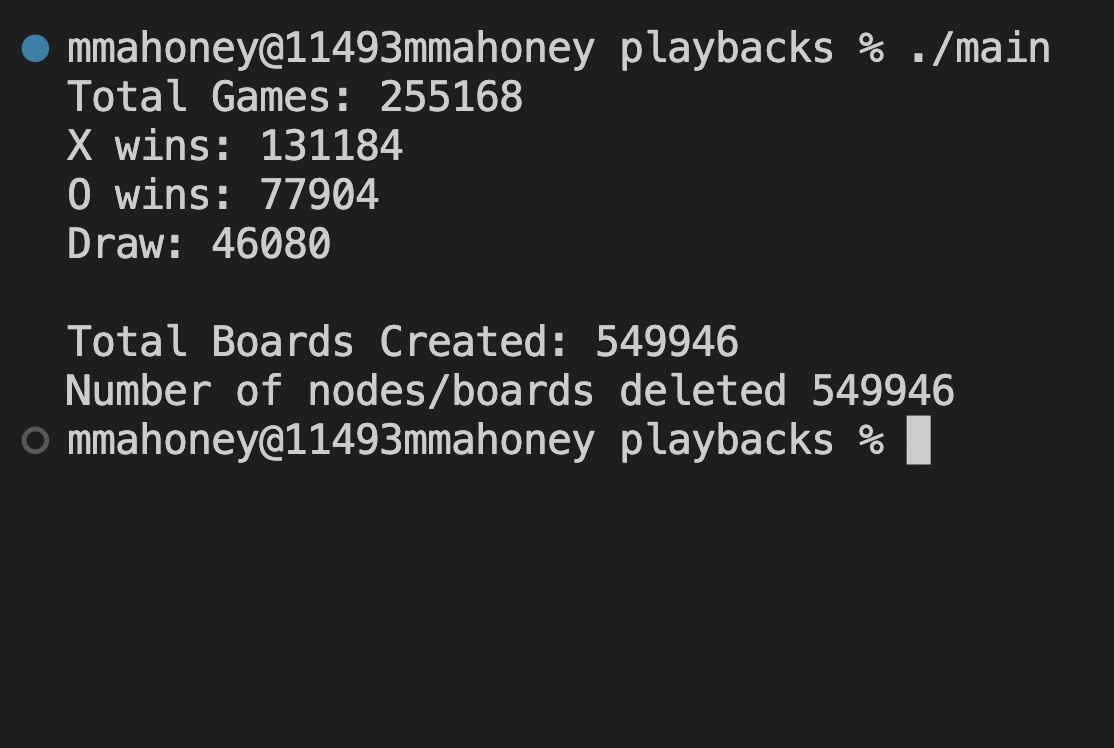 mmahoney@11493mmahoney playbacks % ./main
Total Games: 255168
X wins: 131184
O wins: 77904
Draw: 46080
Total Boards Created: 549946
Number of nodes/boards deleted 549946
mmahoney@11493mmahoney playbacks %